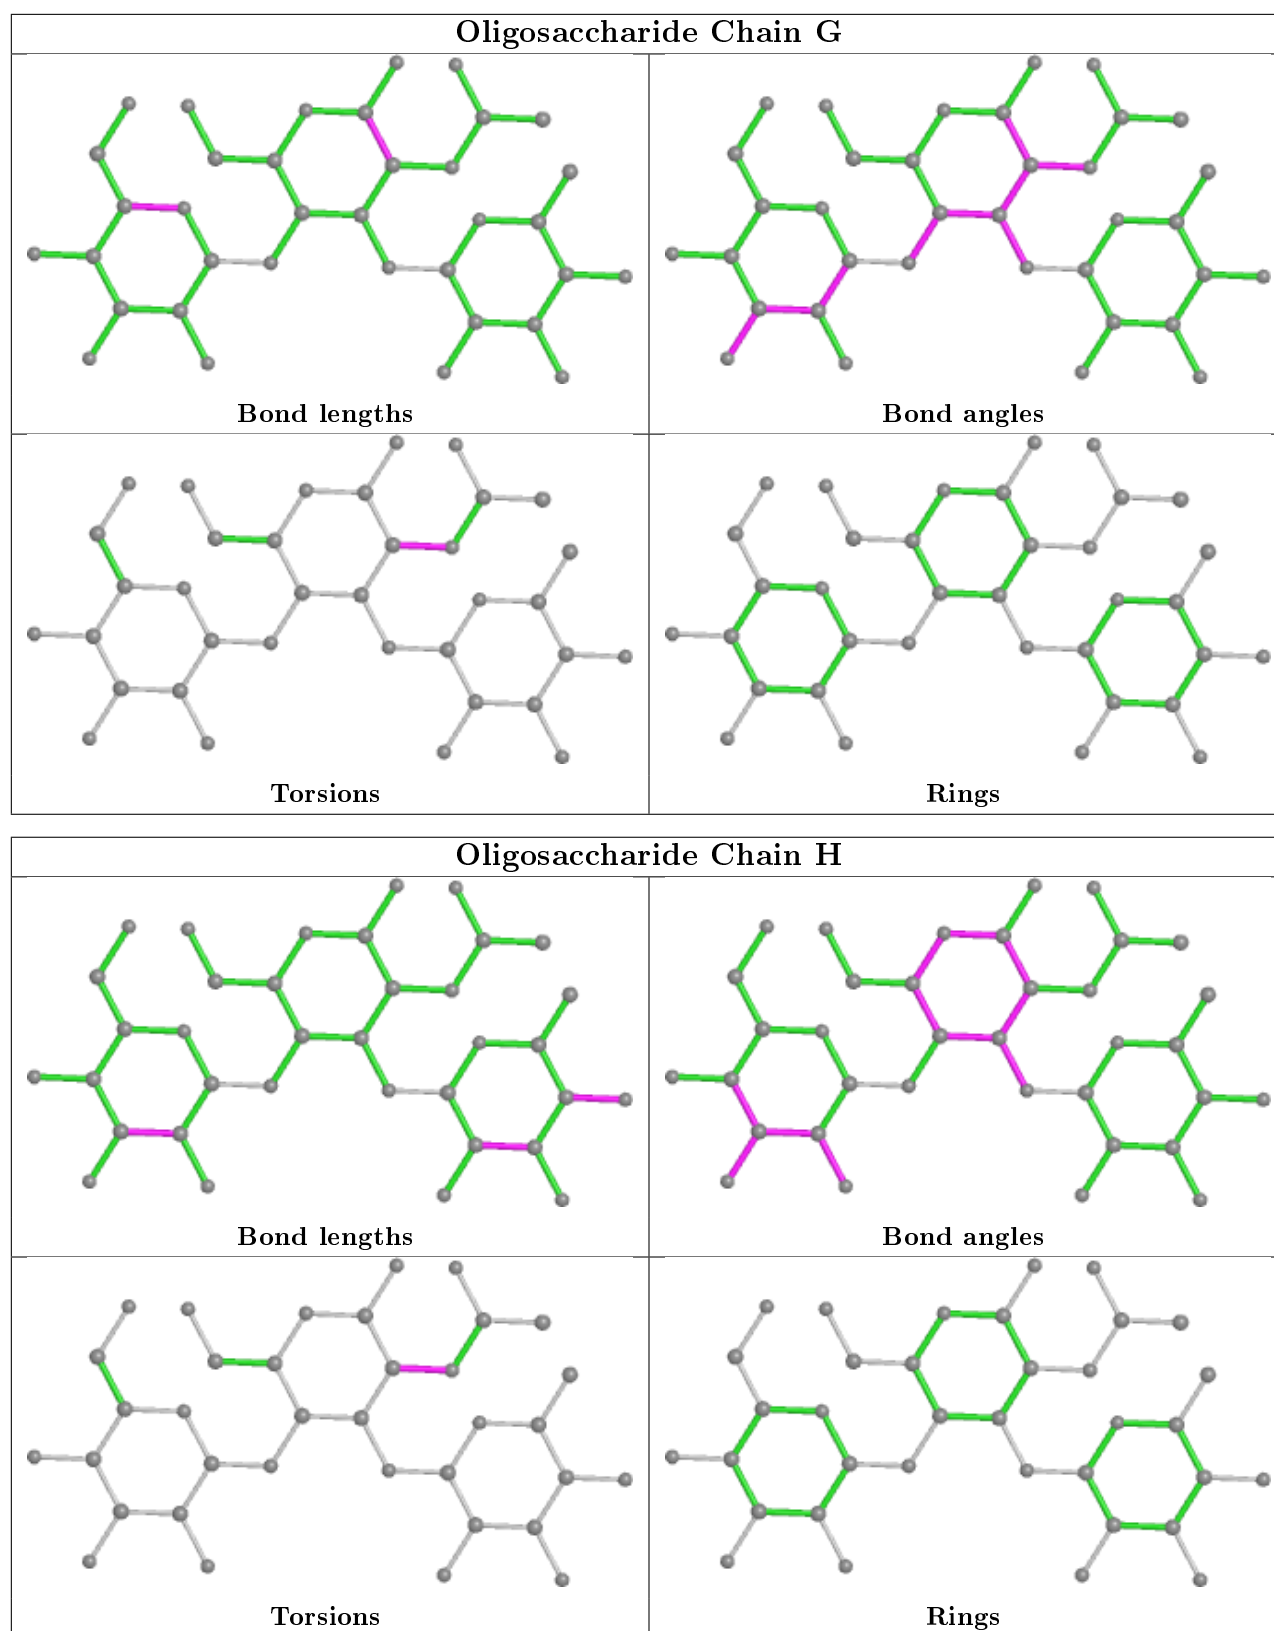 Oligosaccharide Chain G
Bond lengths
Bond angles
Torsions
Rings
Oligosaccharide Chain H
Bond lengths
Bond angles
Torsions
Rings